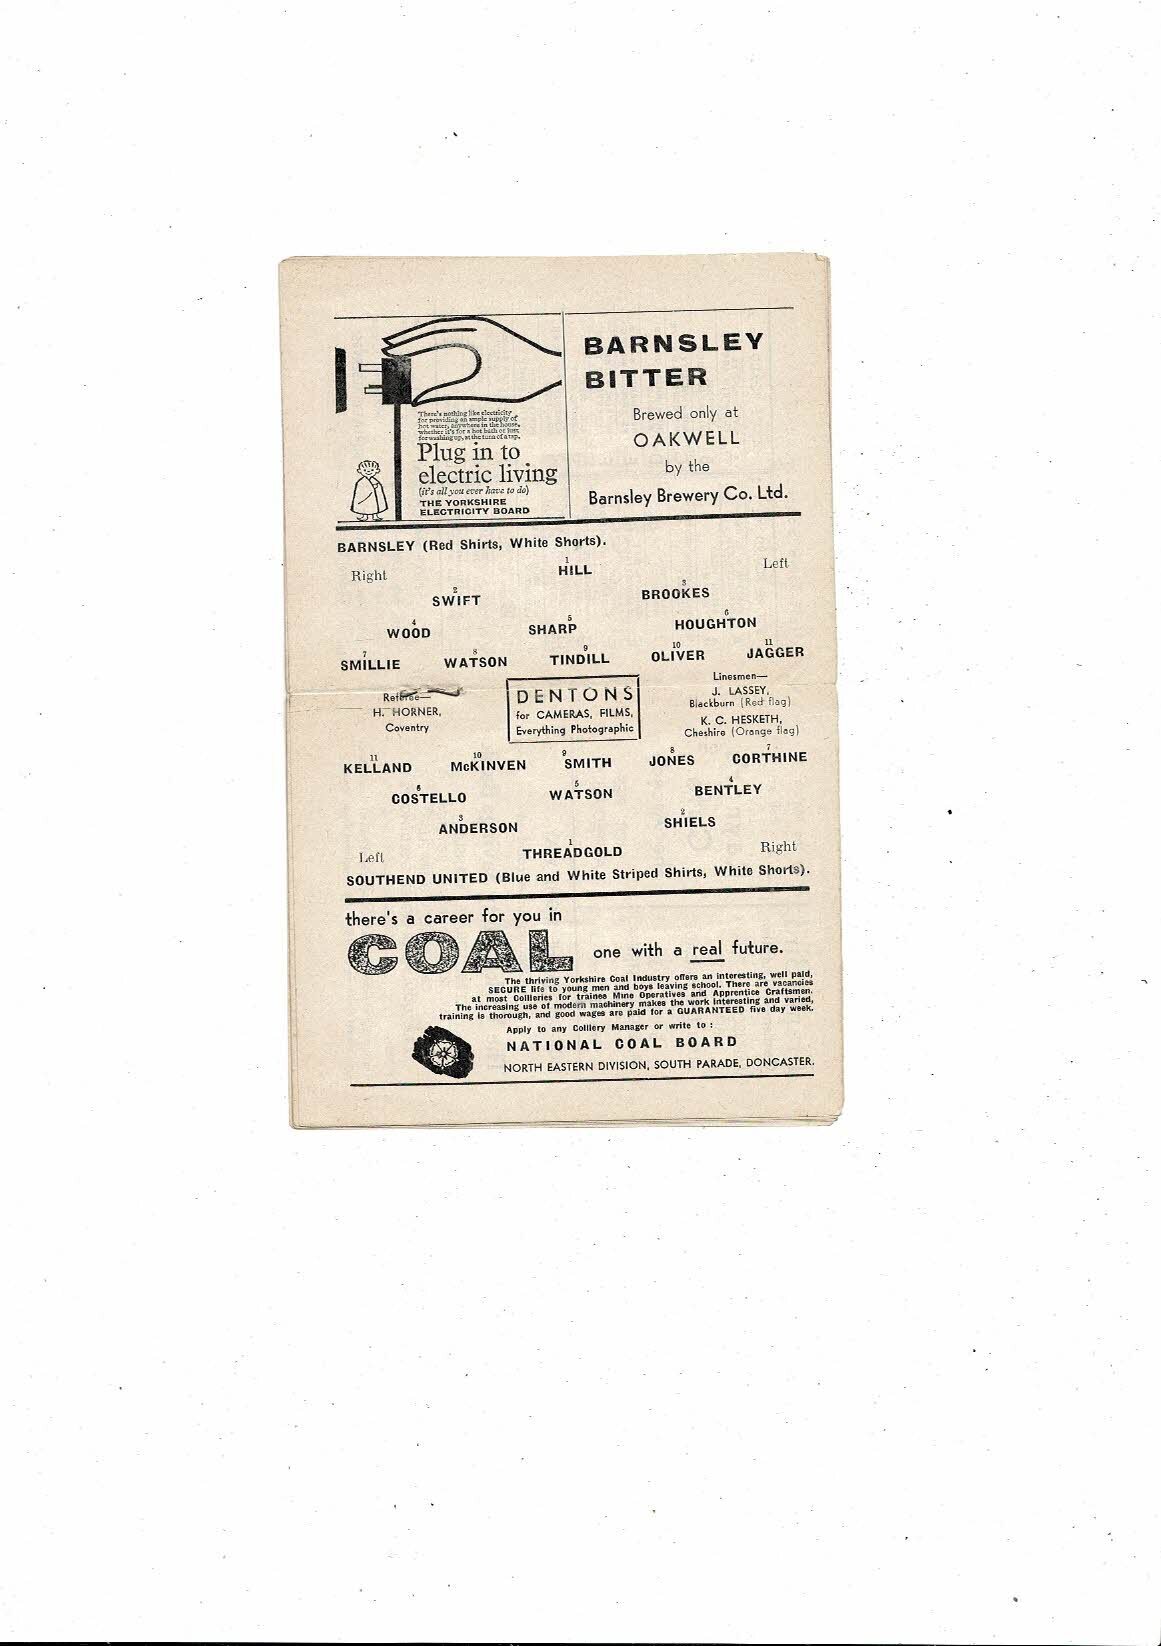 There's nothing like electricity
for providing an ample supply of
hot water, anywhere in the house,
whether it's for a hot bath or just
for washing up, at the turn of a tap.
Plug in to
electric living
(it's all you ever have to do)
THE YORKSHIRE
ELECTRICITY BOARD
BARNSLEY
BITTER
Brewed only at
OAKWELL
by the
Barnsley Brewery Co. Ltd.
BARNSLEY (Red Shirts, White Shorts).
Right
1
HILL
Left
2
SWIFT
3
BROOKES
4
WOOD
5
SHARP
6
HOUGHTON
7
SMILLIE
8
WATSON
9
TINDILL
10
OLIVER
11
JAGGER
Referee—
H. HORNER,
Coventry
DENTONS
for CAMERAS, FILMS,
Everything Photographic
Linesmen—
J. LASSEY,
Blackburn (Red flag)
K. C. HESKETH,
Cheshire (Orange flag)
11
KELLAND
10
McKINVEN
9
SMITH
8
JONES
7
CORTHINE
6
COSTELLO
5
WATSON
4
BENTLEY
3
ANDERSON
2
SHIELS
Left
1
THREADGOLD
Right
SOUTHEND UNITED (Blue and White Striped Shirts, White Shorts).
there's a career for you in
COAL
one with a real future.
The thriving Yorkshire Coal Industry offers an interesting, well paid,
SECURE life to young men and boys leaving school. There are vacancies
at most Collieries for trainee Mine Operatives and Apprentice Craftsmen.
The increasing use of modern machinery makes the work interesting and varied,
training is thorough, and good wages are paid for a GUARANTEED five day week.
Apply to any Colliery Manager or write to :
NATIONAL COAL BOARD
NORTH EASTERN DIVISION, SOUTH PARADE, DONCASTER.